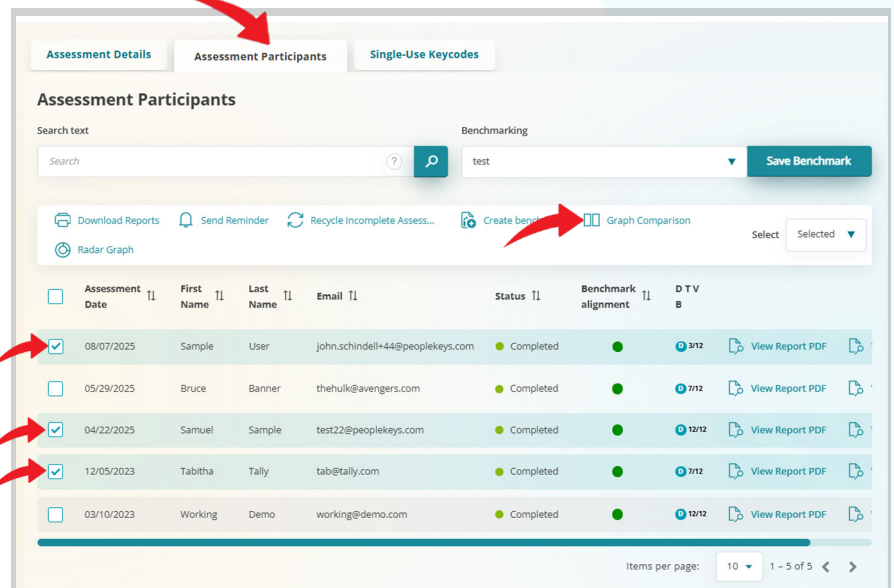 Assessment Details Assessment Participants Single-Use Keycodes
Assessment Participants
Search text Benchmarking
Search ? test Save Benchmark
Download Reports Send Reminder Recycle Incomplete Assess... Create Graph Comparison
Radar Graph Select Selected
Assessment Date First Name Last Name Email Status Benchmark alignment D T V B
08/07/2025 Sample User john.schindell+44@peoplekeys.com Completed D 3/12 View Report PDF
05/29/2025 Bruce Banner thehulk@avengers.com Completed D 7/12 View Report PDF
04/22/2025 Samuel Sample test22@peoplekeys.com Completed D 12/12 View Report PDF
12/05/2023 Tabitha Tally tab@tally.com Completed D 7/12 View Report PDF
03/10/2023 Working Demo working@demo.com Completed D 12/12 View Report PDF
Items per page: 10 1 – 5 of 5